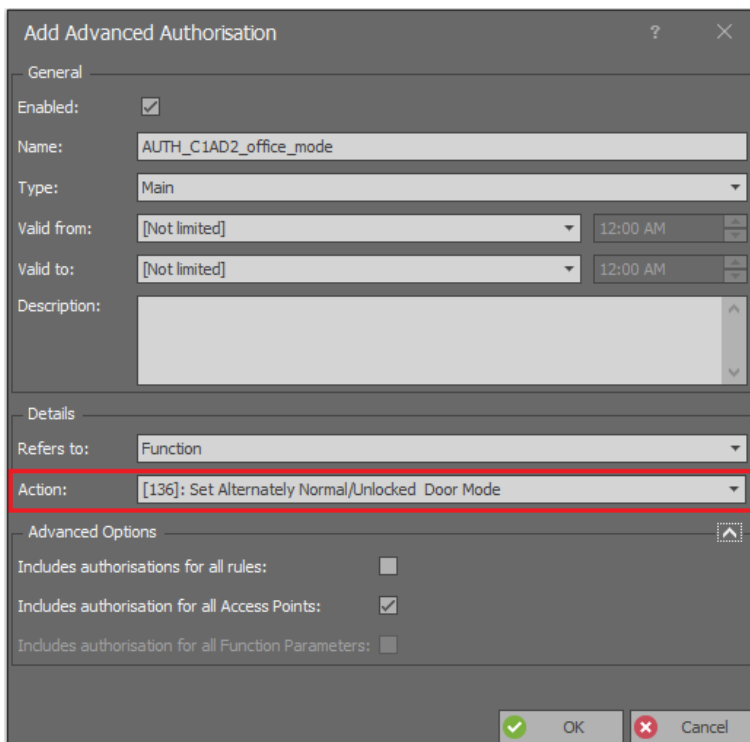 Add Advanced Authorisation ?
General
Enabled:
Name: AUTH_C1AD2_office_mode
Type: Main
Valid from: [Not limited] 12:00 AM
Valid to: [Not limited] 12:00 AM
Description:
Details
Refers to: Function
Action: [136]: Set Alternately Normal/Unlocked Door Mode
Advanced Options
Includes authorisations for all rules:
Includes authorisation for all Access Points:
Includes authorisation for all Function Parameters:
OK Cancel